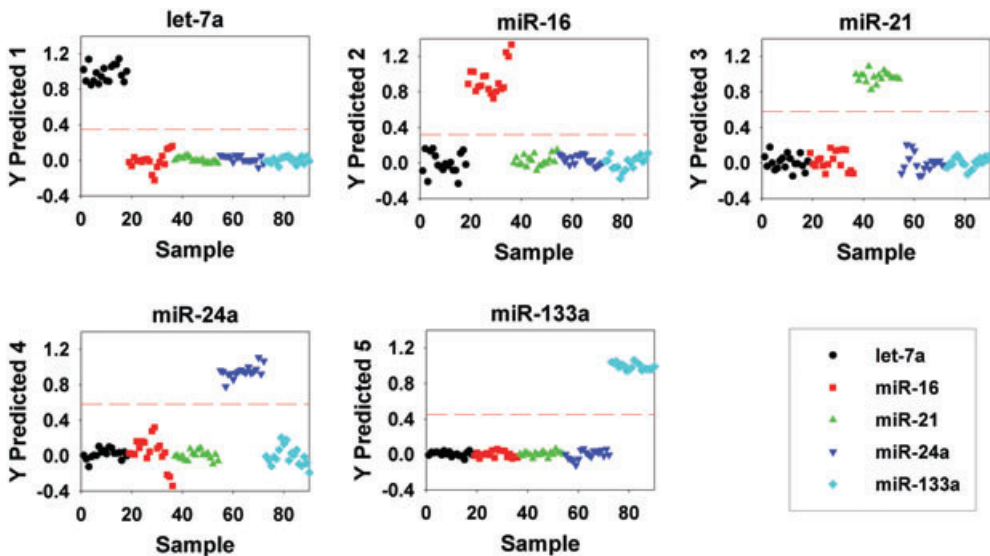 let-7a
miR-16
miR-21
Y Predicted 1
1.2
0.8
0.4
0.0
-0.4
0 20 40 60 80
Sample
Y Predicted 2
1.2
0.8
0.4
0.0
-0.4
0 20 40 60 80
Sample
Y Predicted 3
1.2
0.8
0.4
0.0
-0.4
0 20 40 60 80
Sample
miR-24a
miR-133a
Y Predicted 4
1.2
0.8
0.4
0.0
-0.4
0 20 40 60 80
Sample
Y Predicted 5
1.2
0.8
0.4
0.0
-0.4
0 20 40 60 80
Sample
let-7a
miR-16
miR-21
miR-24a
miR-133a